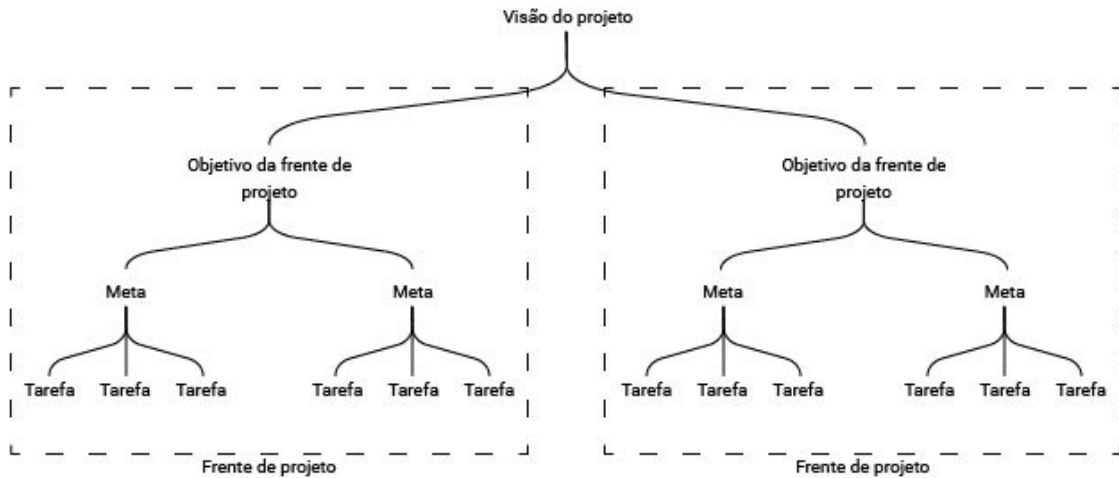 Visão do projeto
Objetivo da frente de
projeto
Objetivo da frente de
projeto
Meta
Meta
Meta
Meta
Tarefa
Tarefa
Tarefa
Tarefa
Tarefa
Tarefa
Tarefa
Tarefa
Tarefa
Tarefa
Tarefa
Tarefa
Frente de projeto
Frente de projeto